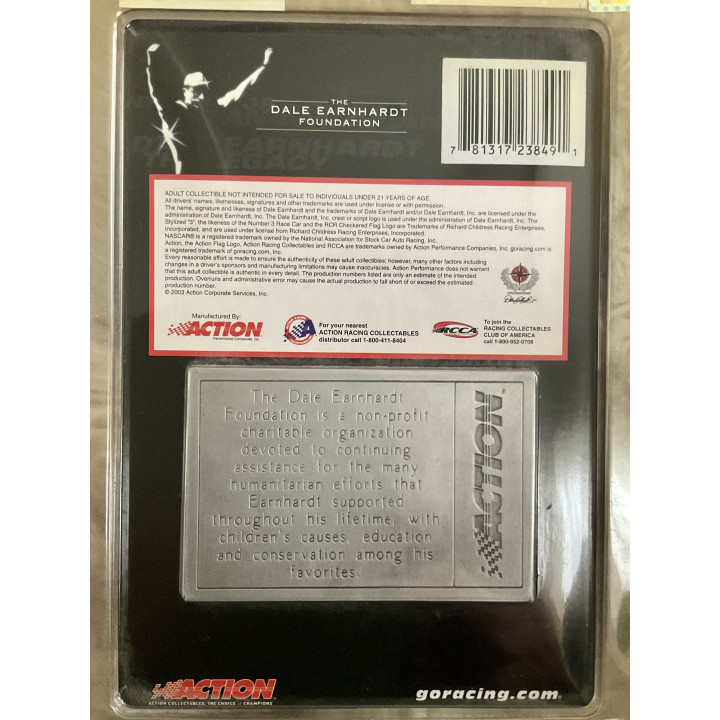 THE
DALE EARNHARDT
FOUNDATION
7 81317 23849 1
ADULT COLLECTIBLE NOT INTENDED FOR SALE TO INDIVIDUALS UNDER 21 YEARS OF AGE.
All drivers' names, likenesses, signatures and other trademarks are used under license or with permission.
The name, signature and likeness of Dale Earnhardt and the trademarks of Dale Earnhardt and/or Dale Earnhardt, Inc. are licensed under the
administration of Dale Earnhardt, Inc. The Dale Earnhardt, Inc. crest or script logo is used under the administration of Dale Earnhardt, Inc. The
Stylized "3", the likeness of the Number 3 Race Car and the RCR Checkered Flag Logo are Trademarks of Richard Childress Racing Enterprises,
Incorporated, and are used under license from Richard Childress Racing Enterprises, Incorporated.
NASCAR® is a registered trademark owned by the National Association for Stock Car Auto Racing, Inc.
Action, the Action Flag Logo, Action Racing Collectables and RCCA are trademarks owned by Action Performance Companies, Inc. goracing.com is
a registered trademark of goracing.com, inc.
Every reasonable effort is made to ensure the authenticity of these adult collectibles; however, many other factors including
changes in a driver's sponsors and manufacturing limitations may cause inaccuracies. Action Performance does not warrant
that this adult collectible is authentic in every detail. The production numbers listed are only an estimate of the intended
production. Overruns and administrative error may cause the actual production to fall short of or exceed the estimated
production number.
© 2003 Action Corporate Services, Inc.
Manufactured By:
ACTION
Performance Companies, Inc.
For your nearest
ACTION RACING COLLECTABLES
distributor call 1-800-411-8404
RCCA
To join the
RACING COLLECTABLES
CLUB OF AMERICA
call 1-800-952-0708
The Dale Earnhardt
Foundation is a non-profit
charitable organization
devoted to continuing
assistance for the many
humanitarian efforts that
Earnhardt supported
throughout his lifetime, with
children's causes, education
and conservation among his
favorites.
ACTION
ACTION
ACTION COLLECTABLES, THE CHOICE OF CHAMPIONS
goracing.com